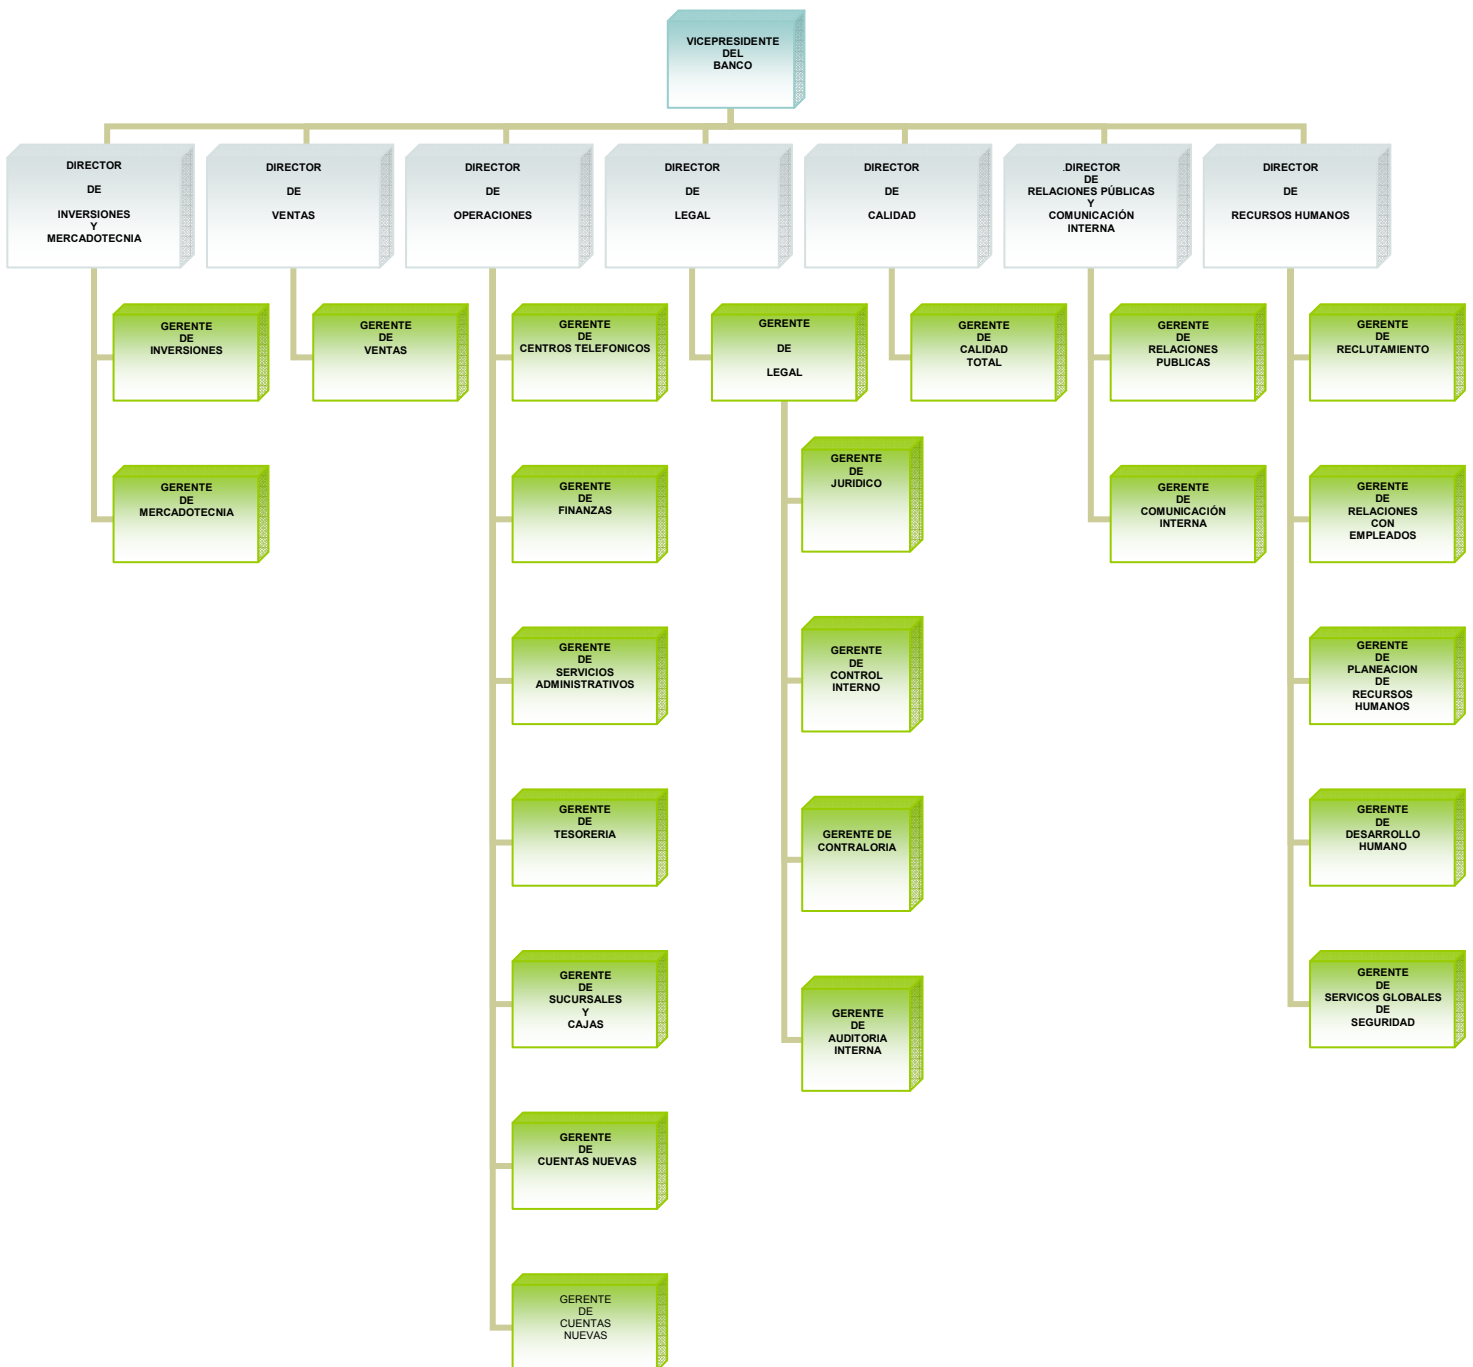 VICEPRESIDENTE
DEL
BANCO
DIRECTOR
DE
INVERSIONES
Y
MERCADOTECNIA
DIRECTOR
DE
VENTAS
DIRECTOR
DE
OPERACIONES
DIRECTOR
DE
LEGAL
DIRECTOR
DE
CALIDAD
.DIRECTOR
DE
RELACIONES PÚBLICAS
Y
COMUNICACIÓN
INTERNA
DIRECTOR
DE
RECURSOS HUMANOS
GERENTE
DE
INVERSIONES
GERENTE
DE
VENTAS
GERENTE
DE
CENTROS TELEFONICOS
GERENTE
DE
LEGAL
GERENTE
DE
CALIDAD
TOTAL
GERENTE
DE
RELACIONES
PUBLICAS
GERENTE
DE
RECLUTAMIENTO
GERENTE
DE
MERCADOTECNIA
GERENTE
DE
FINANZAS
GERENTE
DE
JURIDICO
GERENTE
DE
COMUNICACIÓN
INTERNA
GERENTE
DE
RELACIONES
CON
EMPLEADOS
GERENTE
DE
SERVICIOS
ADMINISTRATIVOS
GERENTE
DE
CONTROL
INTERNO
GERENTE
DE
PLANEACION
DE
RECURSOS
HUMANOS
GERENTE
DE
TESORERIA
GERENTE DE
CONTRALORIA
GERENTE
DE
DESARROLLO
HUMANO
GERENTE
DE
SUCURSALES
Y
CAJAS
GERENTE
DE
AUDITORIA
INTERNA
GERENTE
DE
SERVICOS GLOBALES
DE
SEGURIDAD
GERENTE
DE
CUENTAS NUEVAS
GERENTE
DE
CUENTAS
NUEVAS